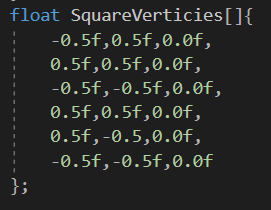 float SquareVerticies[]{
-0.5f,0.5f,0.0f,
0.5f,0.5f,0.0f,
-0.5f,-0.5f,0.0f,
0.5f,0.5f,0.0f,
0.5f,-0.5,0.0f,
-0.5f,-0.5f,0.0f
};